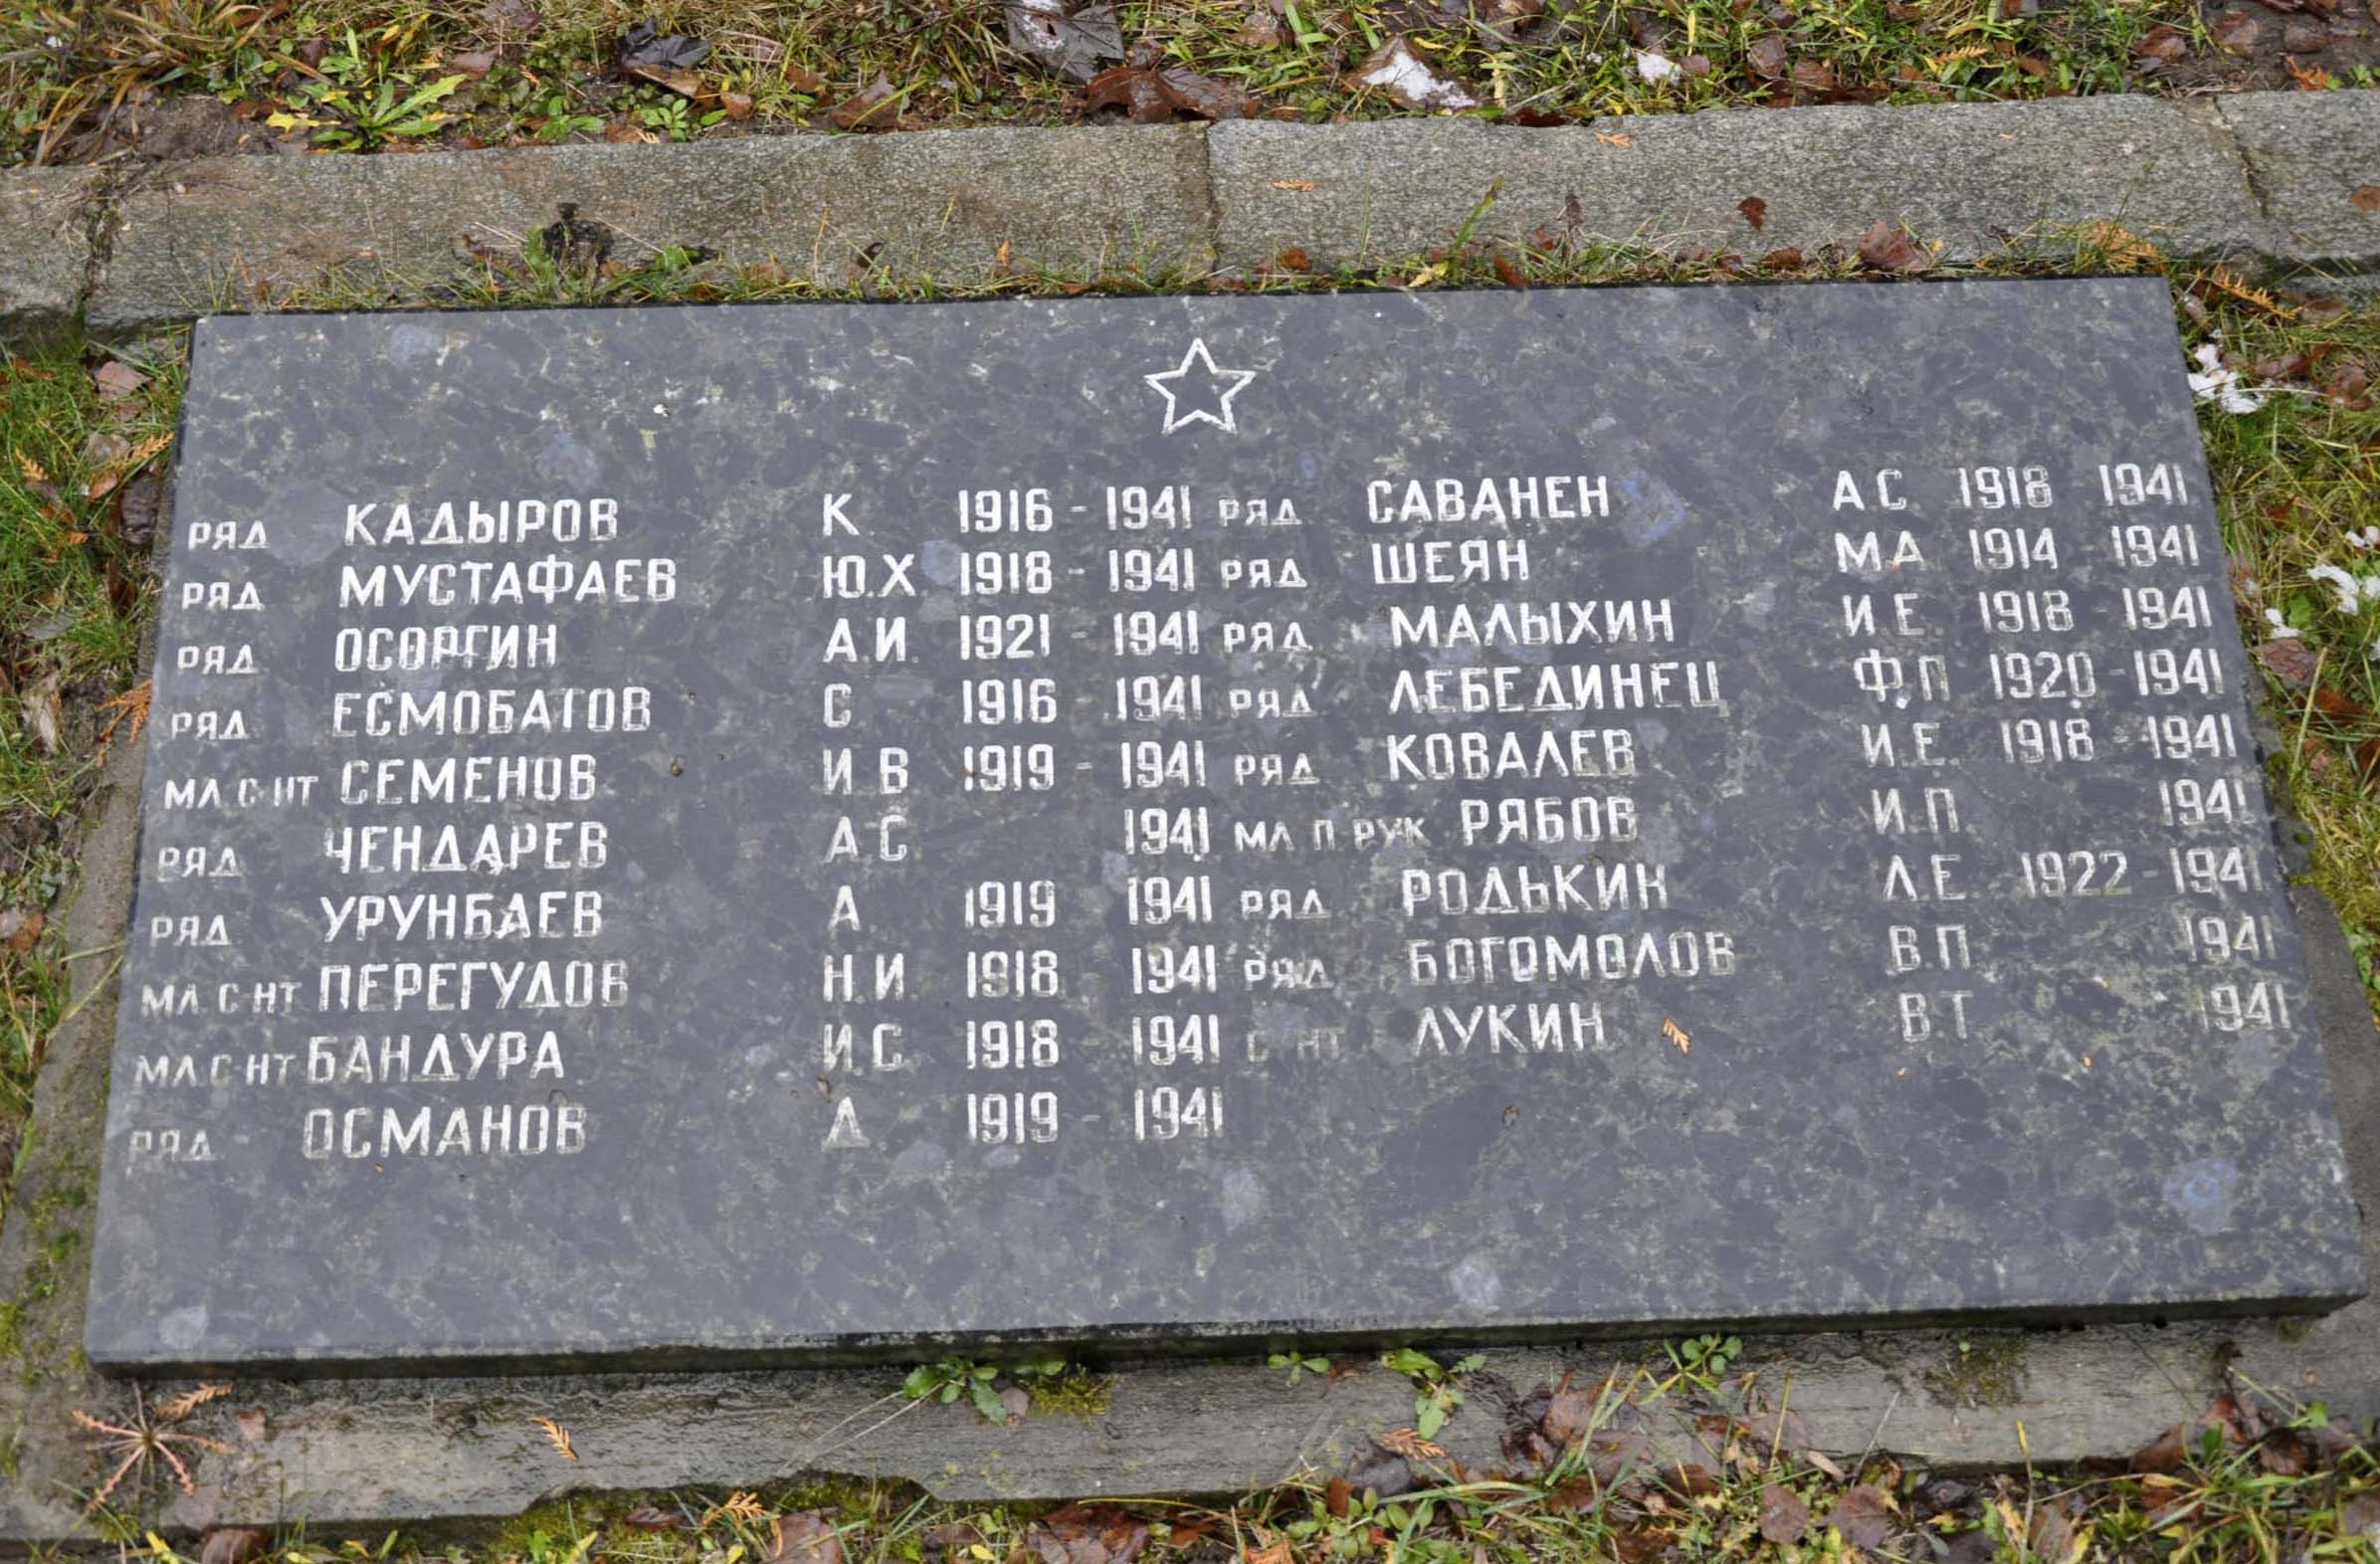 РЯД КАДЫРОВ К. 1916 - 1941 РЯД САВАНЕН А.С. 1918 1941
РЯД МУСТАФАЕВ Ю.Х. 1918 - 1941 РЯД ШЕЯН М А 1914 - 1941
РЯД ОСОРГИН А.И. 1921 - 1941 РЯД МАЛЫХИН И.Е. 1918 - 1941
РЯД ЕСМОБАТОВ С 1916 - 1941 РЯД ЛЕБЕДИНЕЦ Ф.П 1920 - 1941
МЛ С-НТ СЕМЕНОВ И В 1919 - 1941 РЯД КОВАЛЕВ И.Е. 1918 - 1941
РЯД ЧЕНДАРЕВ А.С 1941 МЛ П РУК РЯБОВ И.П. 1941
РЯД УРУНБАЕВ А. 1919 1941 РЯД РОДЬКИН Л.Е. 1922 - 1941
МЛ. С-НТ ПЕРЕГУДОВ Н.И. 1918 1941 РЯД БОГОМОЛОВ В.П 1941
МЛ С-НТ БАНДУРА И.С. 1918 1941 С-НТ ЛУКИН В Т 1941
РЯД ОСМАНОВ Д 1919 - 1941